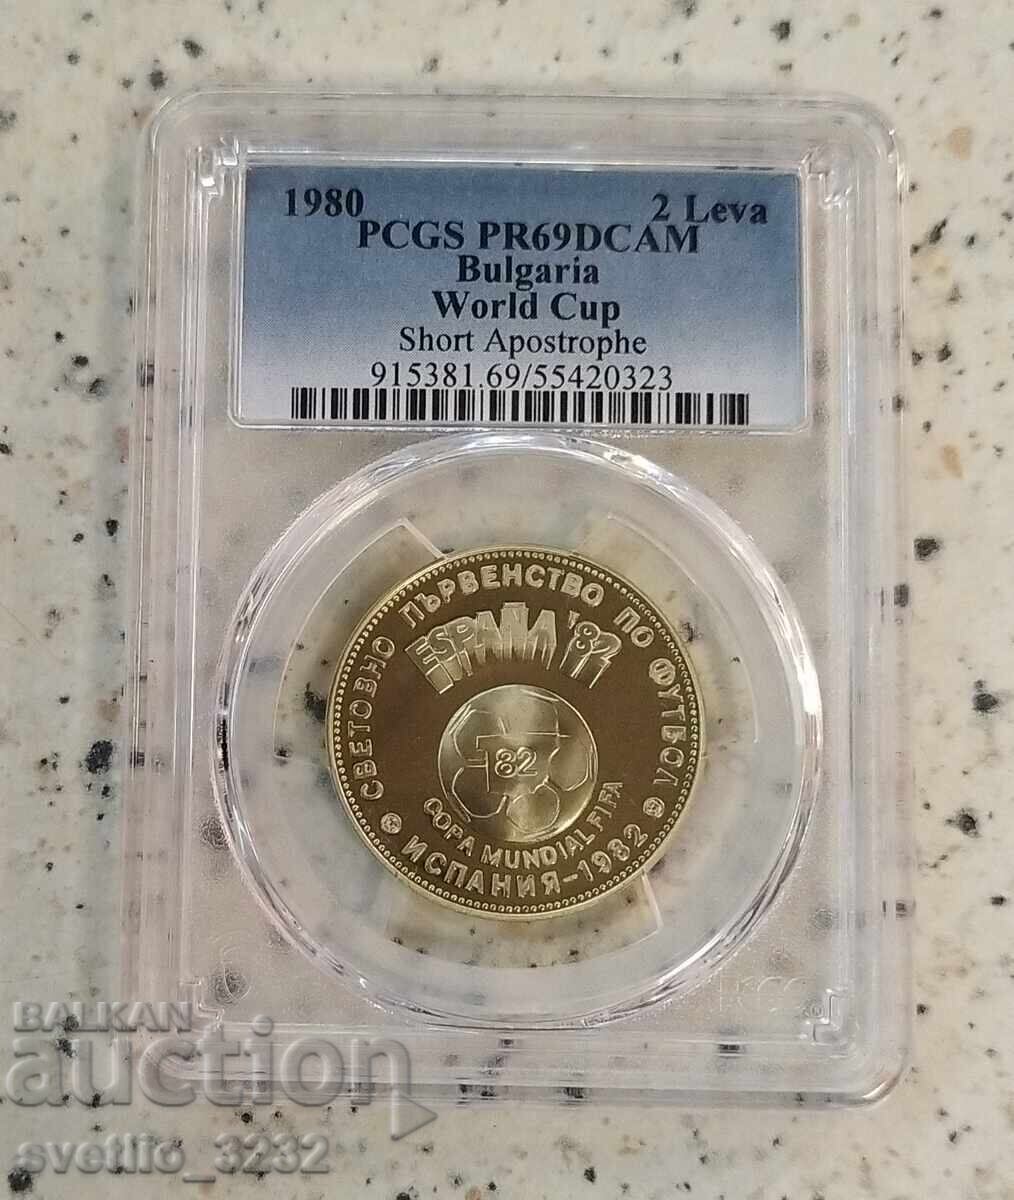 1980 2 Leva
PCGS PR69DCAM
Bulgaria
World Cup
Short Apostrophe
915381.69/55420323
СВЕТОВНО ПЪРВЕНСТВО ПО ФУТБОЛ
ESPAÑA '82
82
COPA MUNDIAL FIFA
ИСПАНИЯ-1982
BALKAN
auction
svetlio_3232